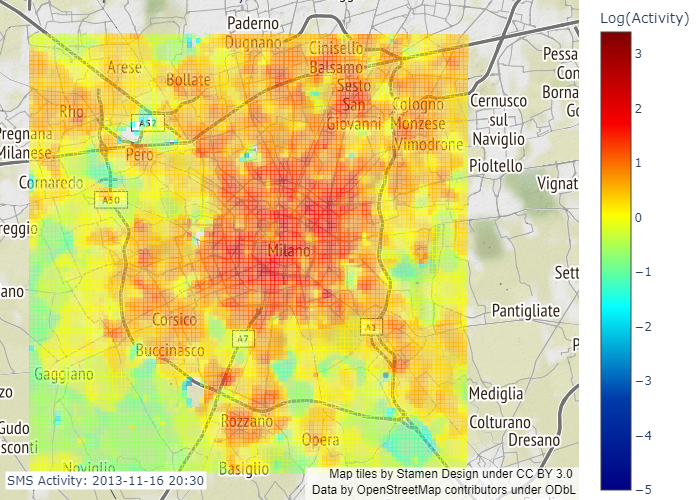 Paderno
Dugnano
Cinisello
Balsamo
Arese
Bollate
Sesto
San
Giovanni
Rho
A52
Cologno
Monzese
Vimodrone
Cernusco
sul
Naviglio
Pessa
Con
Borna
Go
Pregnana
Milanese
Pero
Pioltello
Cornaredo
A50
Vignat
reggio
Milano
ano
Sett
Pantigliate
Corsico
A7
A1
Buccinasco
P
Gaggiano
zo
Mediglia
Gudo
sconti
Rozzano
Opera
Colturano
Dresano
Noviglio
Basiglio
SMS Activity: 2013-11-16 20:30
Map tiles by Stamen Design under CC BY 3.0
Data by OpenStreetMap contributors under ODbL
Log(Activity)
3
2
1
0
−1
−2
−3
−4
−5